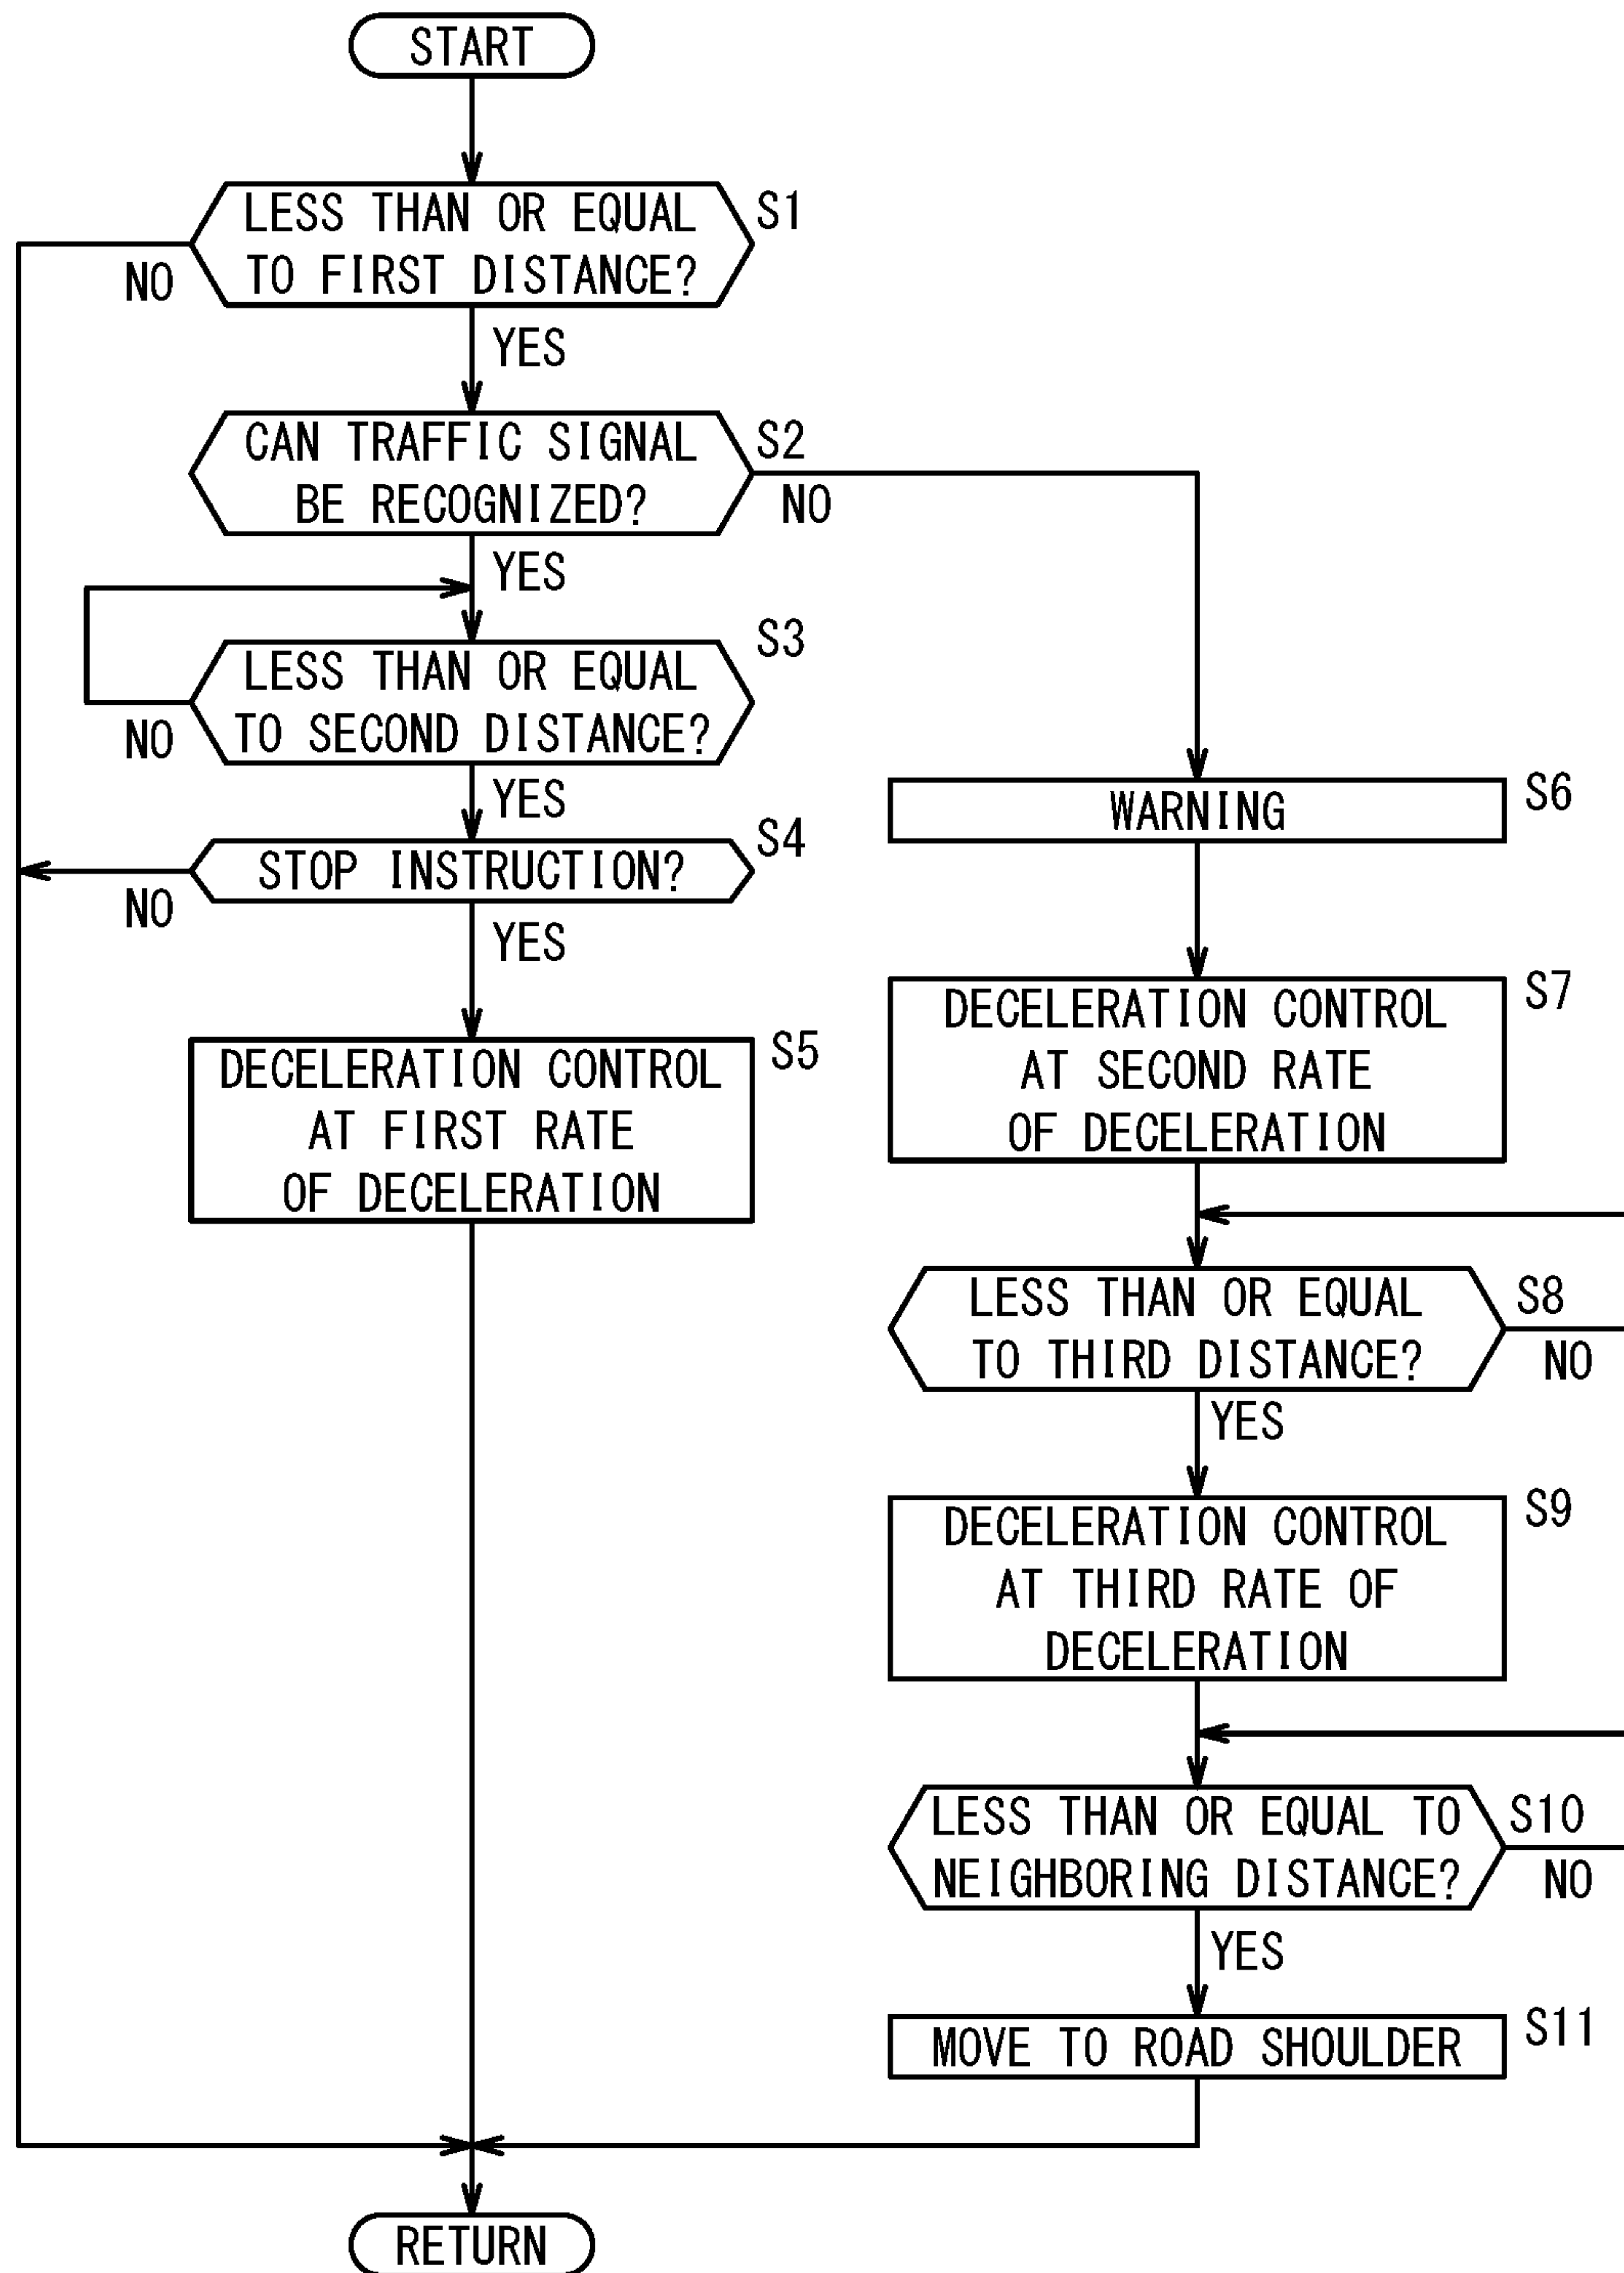 START
LESS THAN OR EQUAL
TO FIRST DISTANCE?
S1
NO
YES
CAN TRAFFIC SIGNAL
BE RECOGNIZED?
S2
NO
YES
LESS THAN OR EQUAL
TO SECOND DISTANCE?
S3
NO
YES
STOP INSTRUCTION?
S4
NO
YES
DECELERATION CONTROL
AT FIRST RATE
OF DECELERATION
S5
WARNING
S6
DECELERATION CONTROL
AT SECOND RATE
OF DECELERATION
S7
LESS THAN OR EQUAL
TO THIRD DISTANCE?
S8
NO
YES
DECELERATION CONTROL
AT THIRD RATE OF
DECELERATION
S9
LESS THAN OR EQUAL TO
NEIGHBORING DISTANCE?
S10
NO
YES
MOVE TO ROAD SHOULDER
S11
RETURN